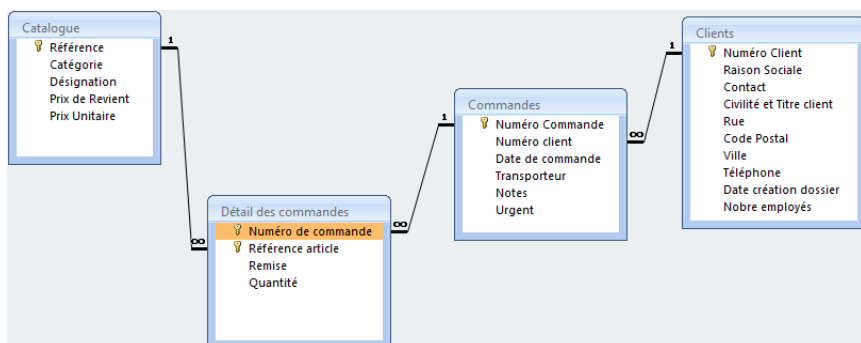 Catalogue
Référence
Catégorie
Désignation
Prix de Revient
Prix Unitaire
1
∞
Détail des commandes
Numéro de commande
Référence article
Remise
Quantité
∞
1
Commandes
Numéro Commande
Numéro client
Date de commande
Transporteur
Notes
Urgent
∞
1
Clients
Numéro Client
Raison Sociale
Contact
Civilité et Titre client
Rue
Code Postal
Ville
Téléphone
Date création dossier
Nobre employés